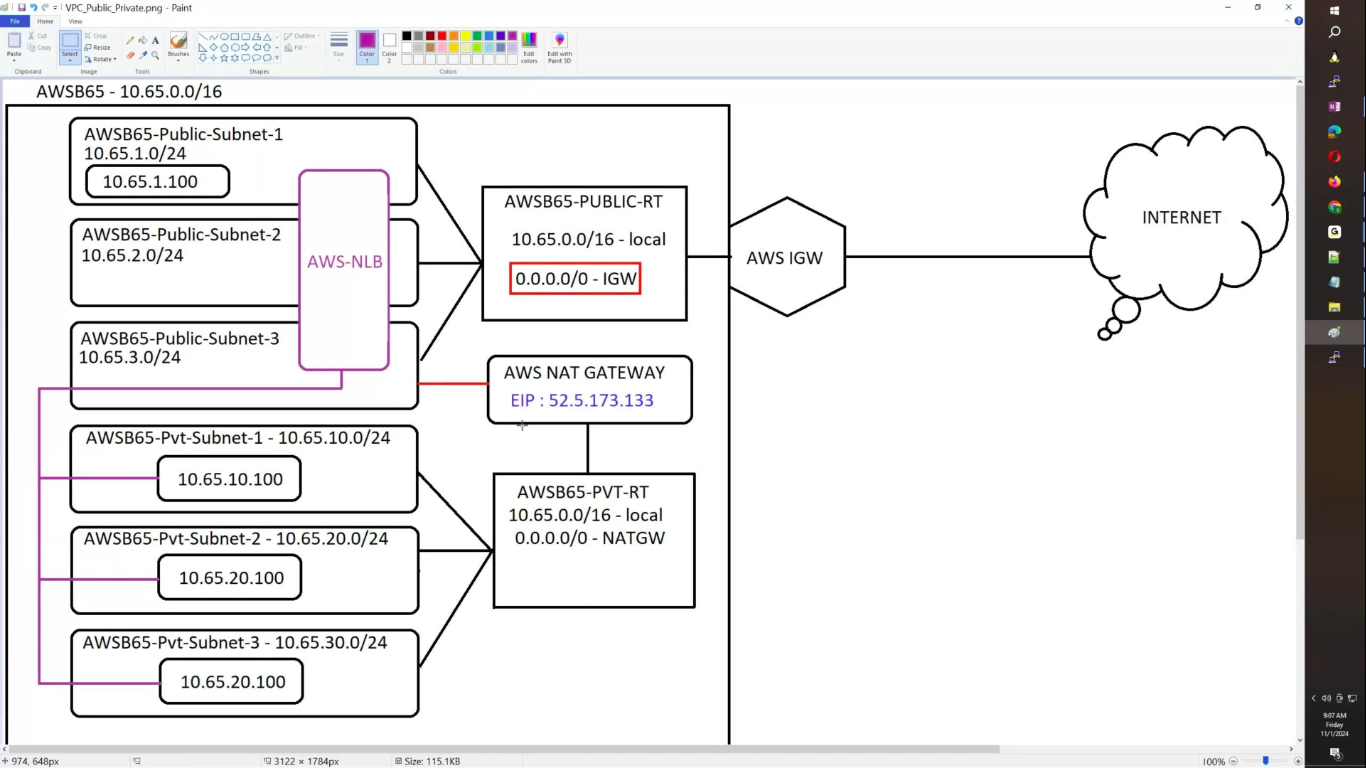 VPC_Public_Private.png - Paint
File
Home
View
Paste
Cut
Copy
Clipboard
Select
Crop
Resize
Rotate
Image
Tools
Brushes
Shapes
Outline
Fill
Size
Color 1
Color 2
Colors
Edit colors
Edit with Paint 3D
AWSB65 - 10.65.0.0/16
AWSB65-Public-Subnet-1
10.65.1.0/24
10.65.1.100
AWSB65-Public-Subnet-2
10.65.2.0/24
AWS-NLB
AWSB65-Public-Subnet-3
10.65.3.0/24
AWSB65-Pvt-Subnet-1 - 10.65.10.0/24
10.65.10.100
AWSB65-Pvt-Subnet-2 - 10.65.20.0/24
10.65.20.100
AWSB65-Pvt-Subnet-3 - 10.65.30.0/24
10.65.20.100
AWSB65-PUBLIC-RT
10.65.0.0/16 - local
0.0.0.0/0 - IGW
AWS NAT GATEWAY
EIP : 52.5.173.133
AWSB65-PVT-RT
10.65.0.0/16 - local
0.0.0.0/0 - NATGW
AWS IGW
INTERNET
974, 648px
3122 × 1784px
Size: 115.1KB
100%
9:07 AM
Friday
11/1/2024